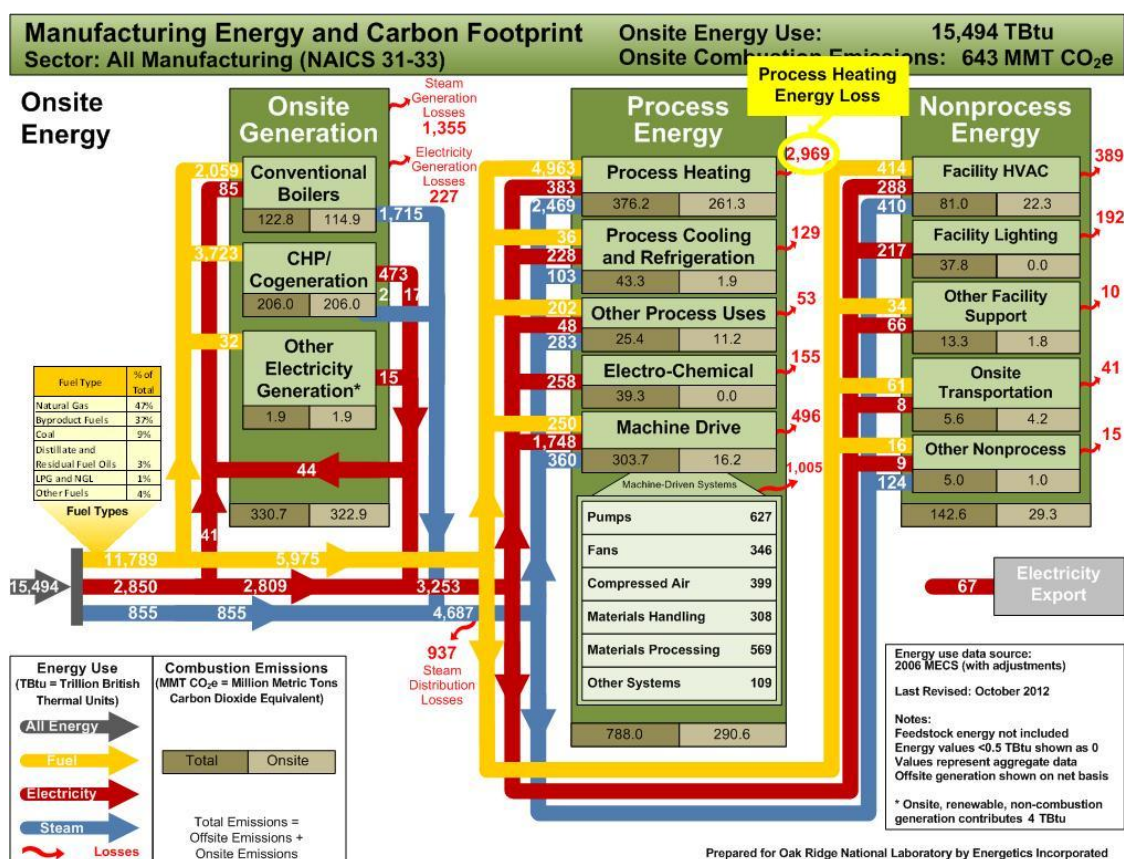 Manufacturing Energy and Carbon Footprint
Sector: All Manufacturing (NAICS 31-33)
Onsite Energy Use: 15,494 TBtu
Onsite Combustion Emissions: 643 MMT CO₂e
Process Heating
Energy Loss
Onsite
Energy
Onsite
Generation
Steam
Generation
Losses
1,355
Electricity
Generation
Losses
227
2,059
85
Conventional
Boilers
122.8 114.9
1,715
3,723
CHP/
Cogeneration
206.0 206.0
473
2 17
32
Other
Electricity
Generation*
1.9 1.9
15
44
330.7 322.9
41
Fuel Type % of Total
Natural Gas 47%
Byproduct Fuels 37%
Coal 9%
Distillate and
Residual Fuel Oils 3%
LPG and NGL 1%
Other Fuels 4%
Fuel Types
15,494
11,789 5,975
2,850 2,809 3,253
855 855 4,687
937
Steam
Distribution
Losses
Process
Energy
2,969
4,963
383
2,469
Process Heating
376.2 261.3
36
228
103
Process Cooling
and Refrigeration
43.3 1.9
129
202
48
283
Other Process Uses
25.4 11.2
53
258
Electro-Chemical
39.3 0.0
155
250
1,748
360
Machine Drive
303.7 16.2
496
Machine-Driven Systems
1,005
Pumps 627
Fans 346
Compressed Air 399
Materials Handling 308
Materials Processing 569
Other Systems 109
788.0 290.6
Nonprocess
Energy
414
288
410
Facility HVAC
81.0 22.3
389
217
Facility Lighting
37.8 0.0
192
34
66
Other Facility
Support
13.3 1.8
10
61
8
Onsite
Transportation
5.6 4.2
41
16
9
124
Other Nonprocess
5.0 1.0
15
142.6 29.3
67
Electricity
Export
Energy Use
(TBtu = Trillion British
Thermal Units)
All Energy
Fuel
Electricity
Steam
Losses
Combustion Emissions
(MMT CO₂e = Million Metric Tons
Carbon Dioxide Equivalent)
Total Onsite
Total Emissions =
Offsite Emissions +
Onsite Emissions
Energy use data source:
2006 MECS (with adjustments)
Last Revised: October 2012
Notes:
Feedstock energy not included
Energy values <0.5 TBtu shown as 0
Values represent aggregate data
Offsite generation shown on net basis
* Onsite, renewable, non-combustion
generation contributes 4 TBtu
Prepared for Oak Ridge National Laboratory by Energetics Incorporated